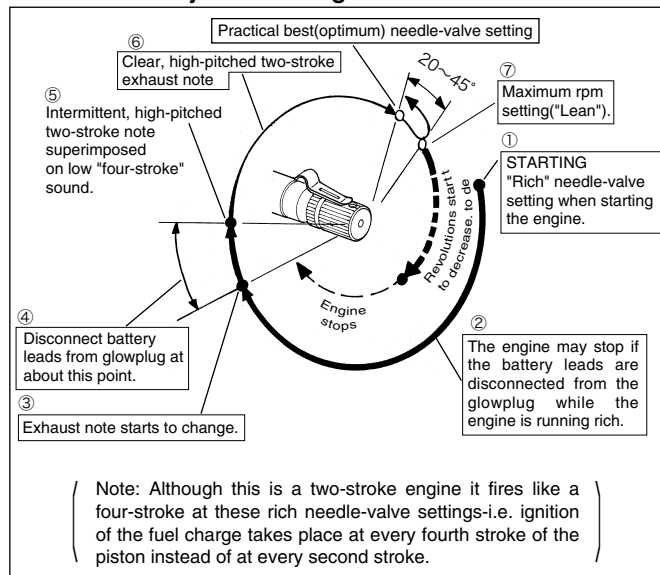 Practical best(optimum) needle-valve setting
⑥
Clear, high-pitched two-stroke
exhaust note
20～45°
⑦
Maximum rpm
setting("Lean").
⑤
Intermittent, high-pitched
two-stroke note
superimposed
on low "four-stroke"
sound.
①
STARTING
"Rich" needle-valve
setting when starting
the engine.
Revolutions startt
to decrease. to de
Engine
stops
④
Disconnect battery
leads from glowplug at
about this point.
②
The engine may stop if
the battery leads are
disconnected from the
glowplug while the
engine is running rich.
③
Exhaust note starts to change.
Note: Although this is a two-stroke engine it fires like a
four-stroke at these rich needle-valve settings-i.e. ignition
of the fuel charge takes place at every fourth stroke of the
piston instead of at every second stroke.